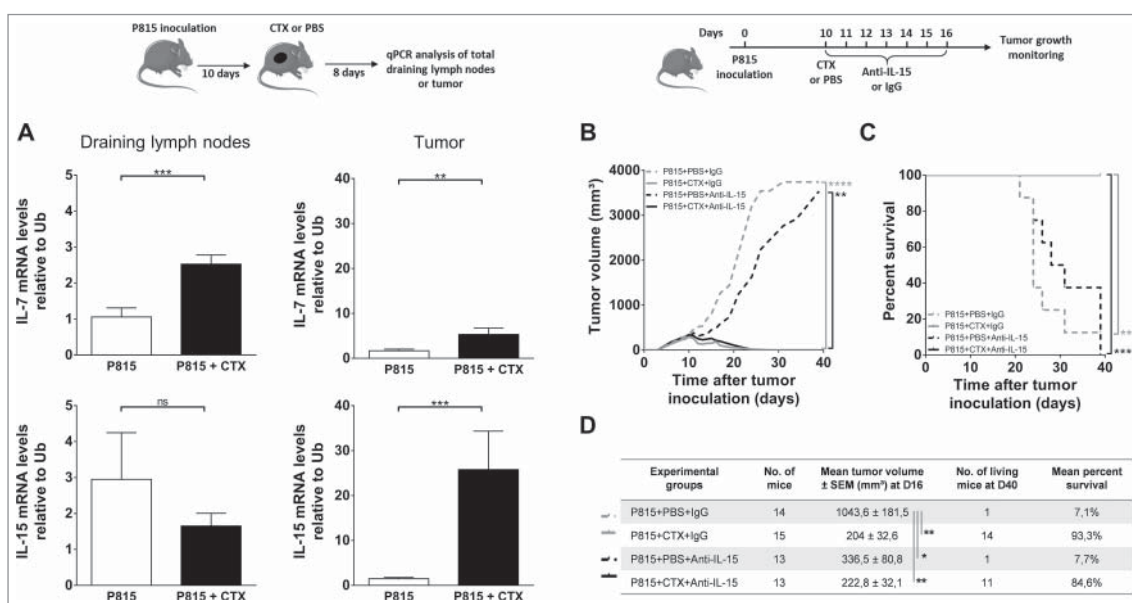 P815 inoculation
CTX or PBS
10 days
8 days
qPCR analysis of total
draining lymph nodes
or tumor
Days 0 10 11 12 13 14 15 16
P815
inoculation
CTX
or PBS
Anti-IL-15
or IgG
Tumor growth
monitoring
A
Draining lymph nodes
IL-7 mRNA levels
relative to Ub
5
4
3
2
1
0
***
P815
P815 + CTX
Tumor
IL-7 mRNA levels
relative to Ub
40
30
20
10
0
**
P815
P815 + CTX
IL-15 mRNA levels
relative to Ub
5
4
3
2
1
0
ns
P815
P815 + CTX
IL-15 mRNA levels
relative to Ub
40
30
20
10
0
***
P815
P815 + CTX
B
Tumor volume (mm³)
4000
3000
2000
1000
0
P815+PBS+IgG
P815+CTX+IgG
P815+PBS+Anti-IL-15
P815+CTX+Anti-IL-15
****
**
0 10 20 30 40
Time after tumor
inoculation (days)
C
Percent survival
100
80
60
40
20
0
P815+PBS+IgG
P815+CTX+IgG
P815+PBS+Anti-IL-15
P815+CTX+Anti-IL-15
0 10 20 30 40
Time after tumor
inoculation (days)
D
Experimental
groups
No. of
mice
Mean tumor volume
± SEM (mm³) at D16
No. of living
mice at D40
Mean percent
survival
P815+PBS+IgG 14 1043,6 ± 181,5 1 7,1%
P815+CTX+IgG 15 204 ± 32,6 ** 14 93,3%
P815+PBS+Anti-IL-15 13 336,5 ± 80,8 * 1 7,7%
P815+CTX+Anti-IL-15 13 222,8 ± 32,1 ** 11 84,6%